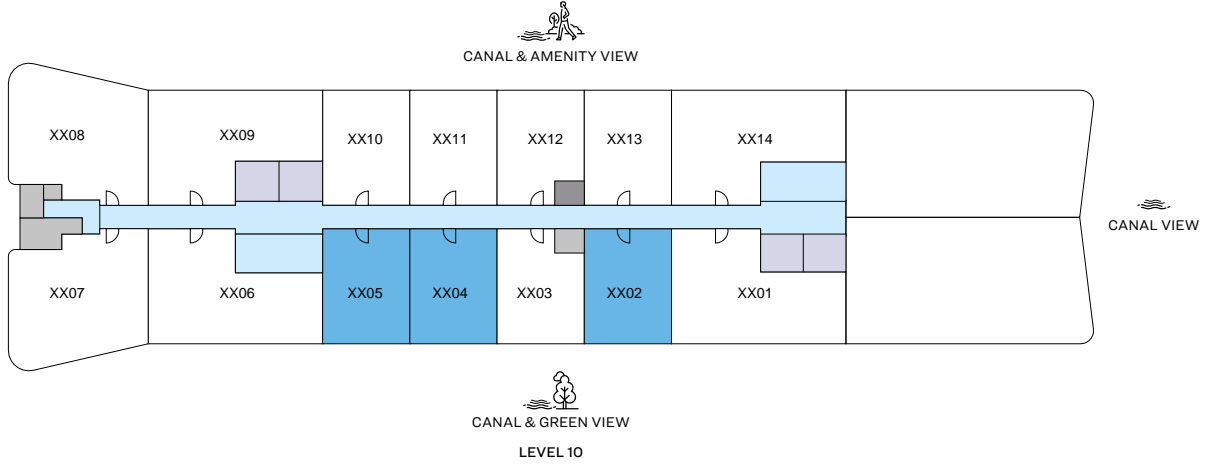 CANAL & AMENITY VIEW
XX08
XX09
XX10
XX11
XX12
XX13
XX14
CANAL VIEW
XX07
XX06
XX05
XX04
XX03
XX02
XX01
CANAL & GREEN VIEW
LEVEL 10